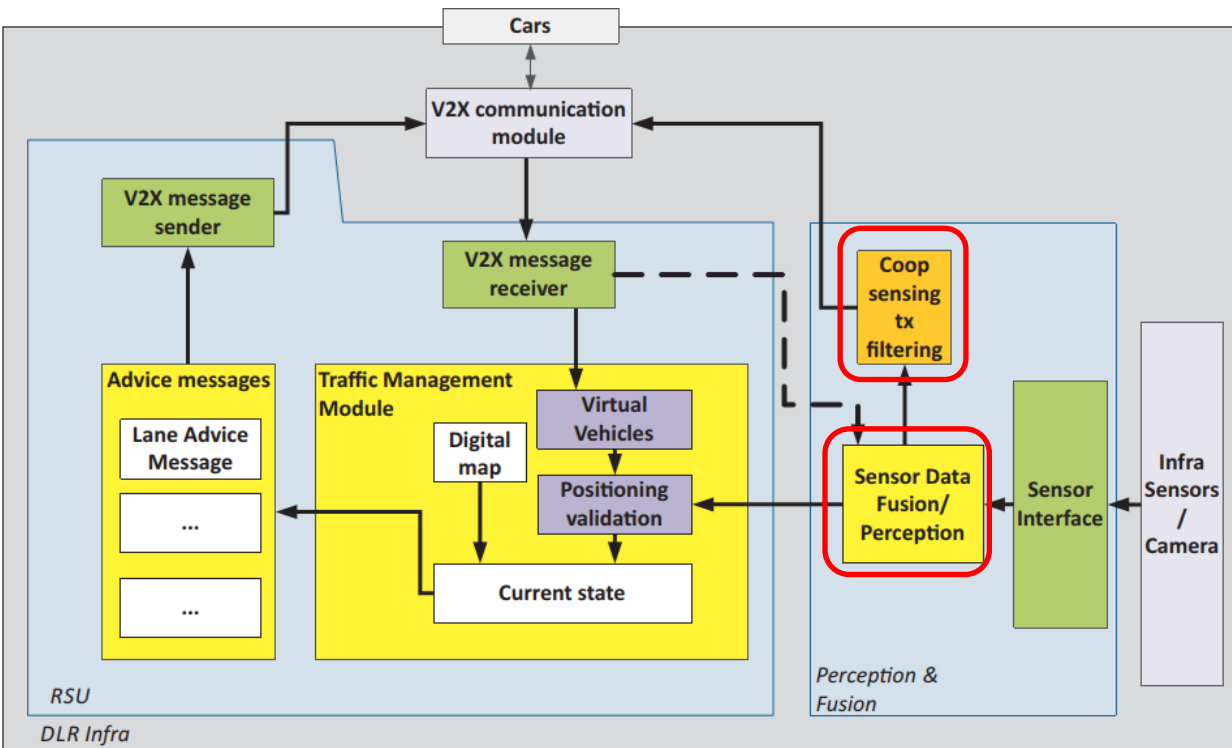 Cars
V2X communication
module
V2X message
sender
V2X message
receiver
Coop
sensing
tx
filtering
Advice messages
Lane Advice
Message
...
...
Traffic Management
Module
Virtual
Vehicles
Digital
map
Positioning
validation
Current state
Sensor Data
Fusion/
Perception
Sensor
Interface
Infra
Sensors
/
Camera
RSU
Perception &
Fusion
DLR Infra